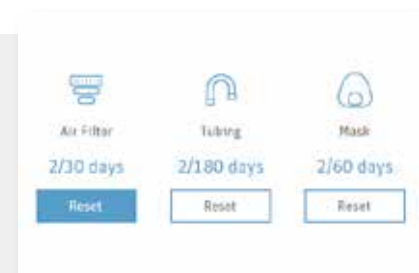 Air Filter Tubing Mask
2/30 days 2/180 days 2/60 days
Reset Reset Reset